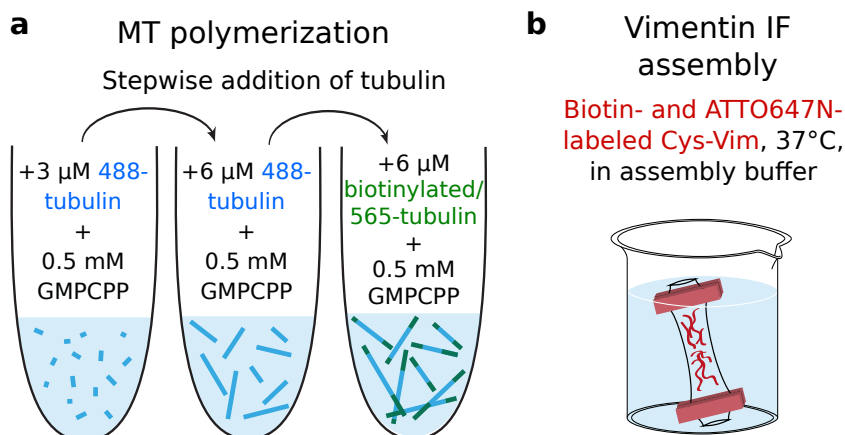 a
MT polymerization
Stepwise addition of tubulin
+3 μM 488-
tubulin
+
0.5 mM
GMPCPP
+6 μM 488-
tubulin
+
0.5 mM
GMPCPP
+6 μM
biotinylated/
565-tubulin
+
0.5 mM
GMPCPP
b
Vimentin IF
assembly
Biotin- and ATTO647N-
labeled Cys-Vim, 37°C,
in assembly buffer